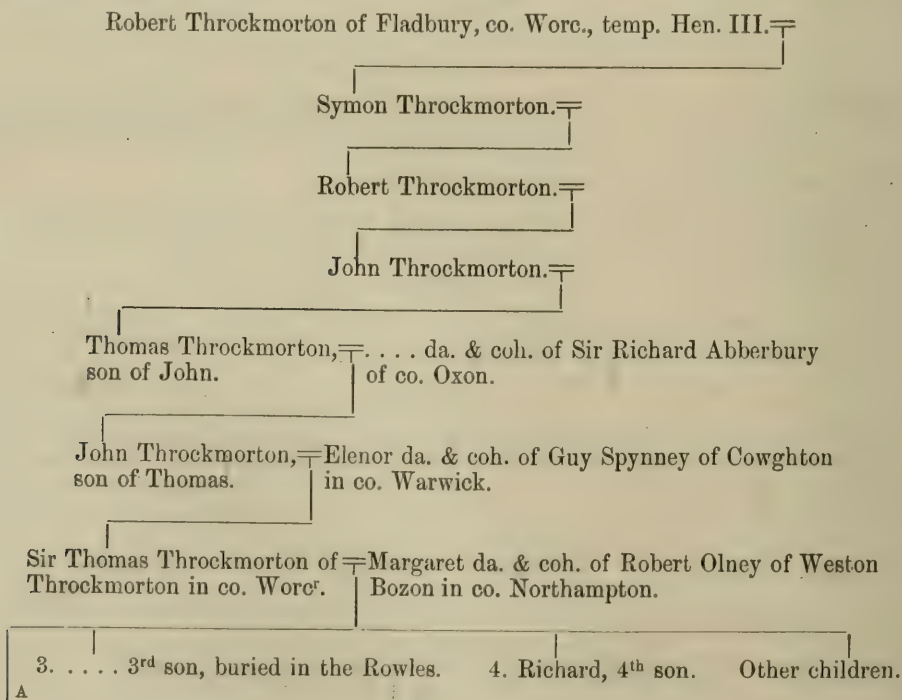 Robert Throckmorton of Fladbury, co. Worc., temp. Hen. III.
Symon Throckmorton.
Robert Throckmorton.
John Throckmorton.
Thomas Throckmorton, . . . . da. & coh. of Sir Richard Abberbury
son of John. of co. Oxon.
John Throckmorton, Elenor da. & coh. of Guy Spynney of Cowghton
son of Thomas. in co. Warwick.
Sir Thomas Throckmorton of Margaret da. & coh. of Robert Olney of Weston
Throckmorton in co. Worcʳ. Bozon in co. Northampton.
3. . . . . 3ʳᵈ son, buried in the Rowles. 4. Richard, 4ᵗʰ son. Other children.
A